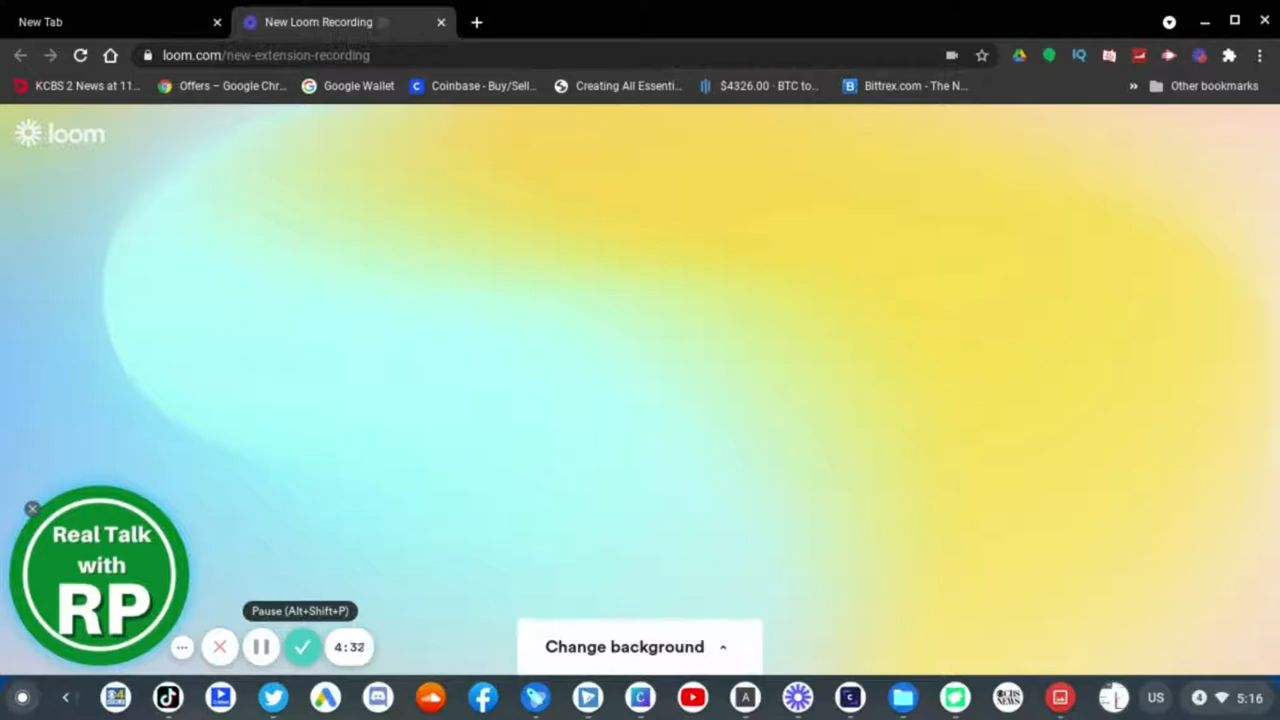 New Tab
New Loom Recording
loom.com/new-extension-recording
KCBS 2 News at 11...
Offers – Google Chr...
Google Wallet
Coinbase - Buy/Sell...
Creating All Essenti...
$4326.00 · BTC to...
Bittrex.com - The N...
Other bookmarks
loom
Real Talk
with
RP
Pause (Alt+Shift+P)
4:32
Change background
US
4
5:16